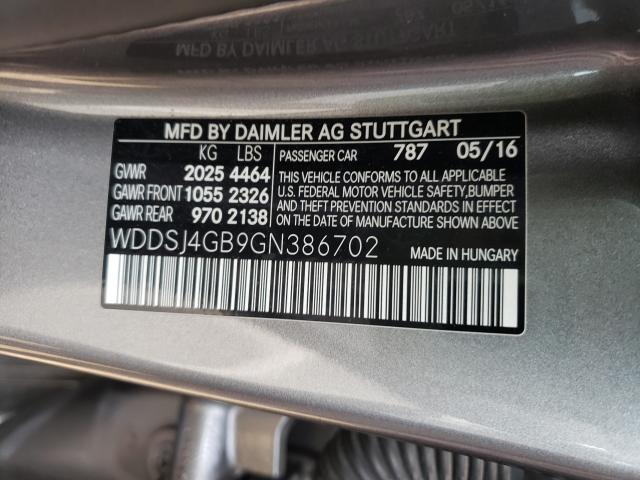 MFD BY DAIMLER AG STUTTGART
KG LBS
GVWR 2025 4464
GAWR FRONT 1055 2326
GAWR REAR 970 2138
PASSENGER CAR 787 05/16
THIS VEHICLE CONFORMS TO ALL APPLICABLE
U.S. FEDERAL MOTOR VEHICLE SAFETY,BUMPER
AND THEFT PREVENTION STANDARDS IN EFFECT
ON THE DATE OF MANUFACTURE SHOWN ABOVE
WDDSJ4GB9GN386702
MADE IN HUNGARY